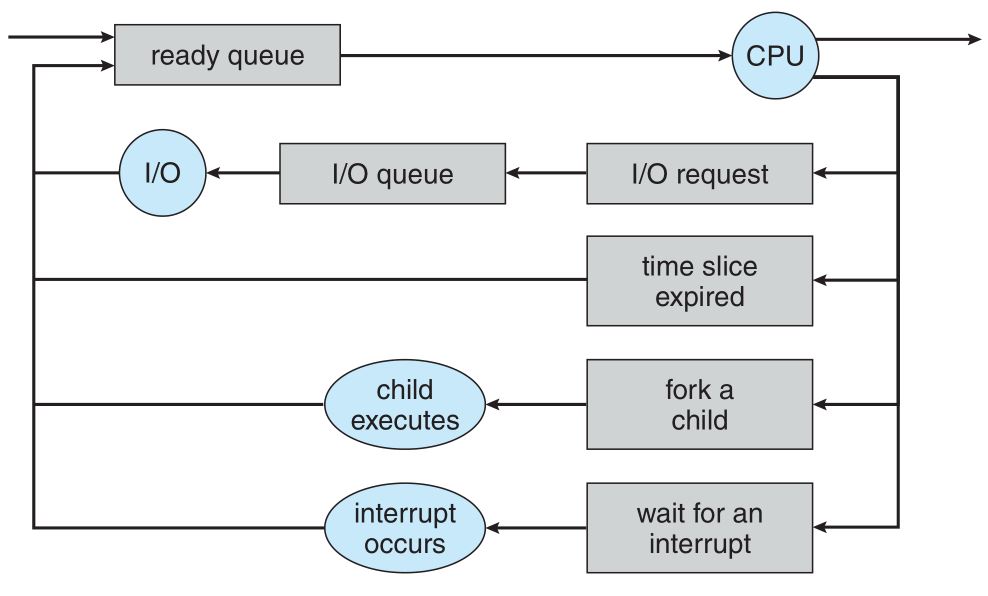 ready queue
CPU
I/O
I/O queue
I/O request
time slice
expired
child
executes
fork a
child
interrupt
occurs
wait for an
interrupt